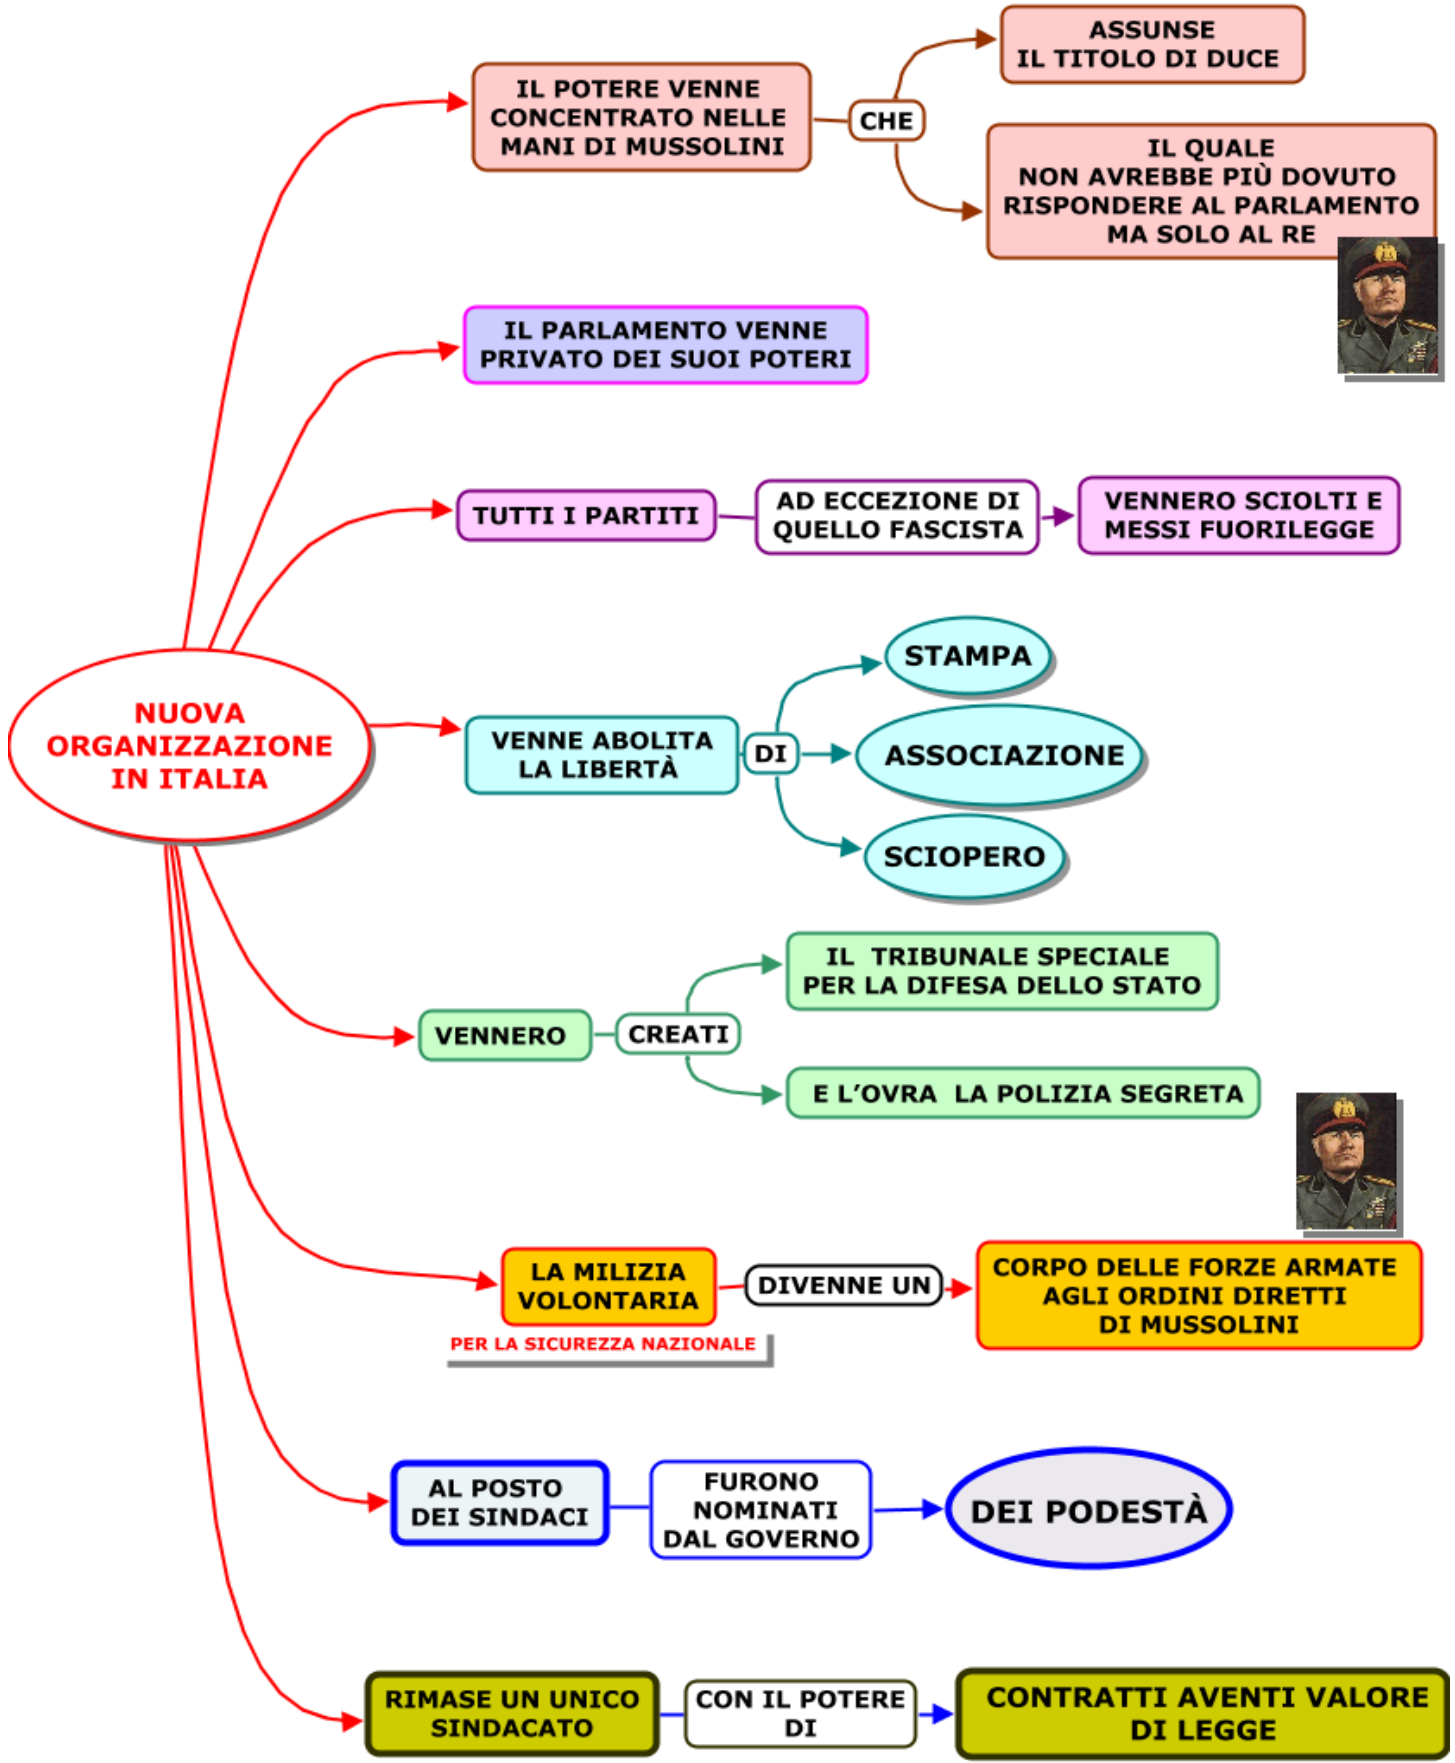 IL POTERE VENNE
CONCENTRATO NELLE
MANI DI MUSSOLINI
CHE
ASSUNSE
IL TITOLO DI DUCE
IL QUALE
NON AVREBBE PIÙ DOVUTO
RISPONDERE AL PARLAMENTO
MA SOLO AL RE
IL PARLAMENTO VENNE
PRIVATO DEI SUOI POTERI
TUTTI I PARTITI
AD ECCEZIONE DI
QUELLO FASCISTA
VENNERO SCIOLTI E
MESSI FUORILEGGE
NUOVA
ORGANIZZAZIONE
IN ITALIA
VENNE ABOLITA
LA LIBERTÀ
DI
STAMPA
ASSOCIAZIONE
SCIOPERO
VENNERO
CREATI
IL TRIBUNALE SPECIALE
PER LA DIFESA DELLO STATO
E L'OVRA LA POLIZIA SEGRETA
LA MILIZIA
VOLONTARIA
PER LA SICUREZZA NAZIONALE
DIVENNE UN
CORPO DELLE FORZE ARMATE
AGLI ORDINI DIRETTI
DI MUSSOLINI
AL POSTO
DEI SINDACI
FURONO
NOMINATI
DAL GOVERNO
DEI PODESTÀ
RIMASE UN UNICO
SINDACATO
CON IL POTERE
DI
CONTRATTI AVENTI VALORE
DI LEGGE